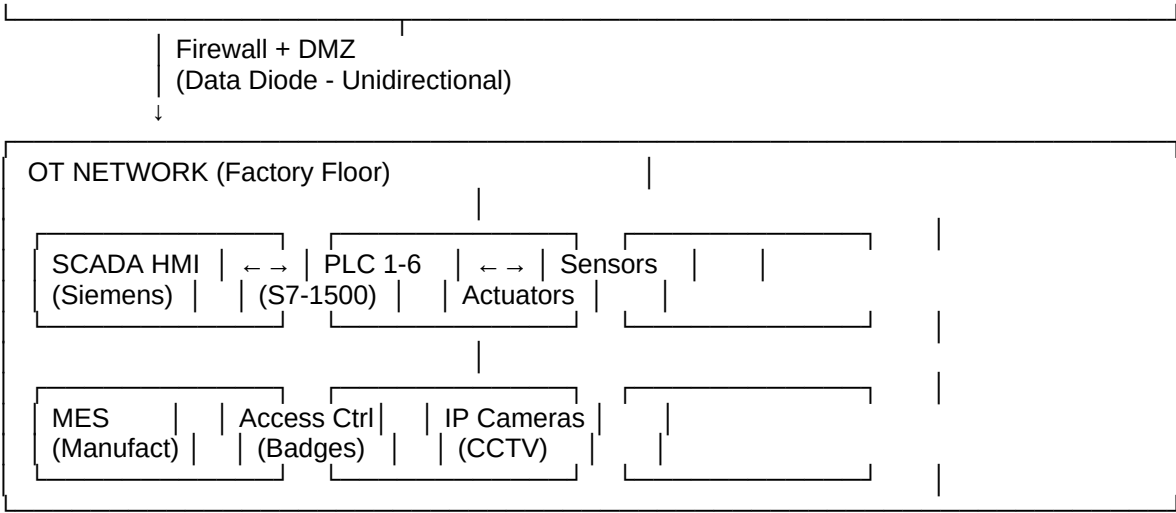 Firewall + DMZ
(Data Diode - Unidirectional)
↓
OT NETWORK (Factory Floor)
SCADA HMI │ ←→ │ PLC 1-6 │ ←→ │ Sensors
(Siemens) │ │ (S7-1500) │ │ Actuators
MES │ │ Access Ctrl │ │ IP Cameras
(Manufact) │ │ (Badges) │ │ (CCTV)